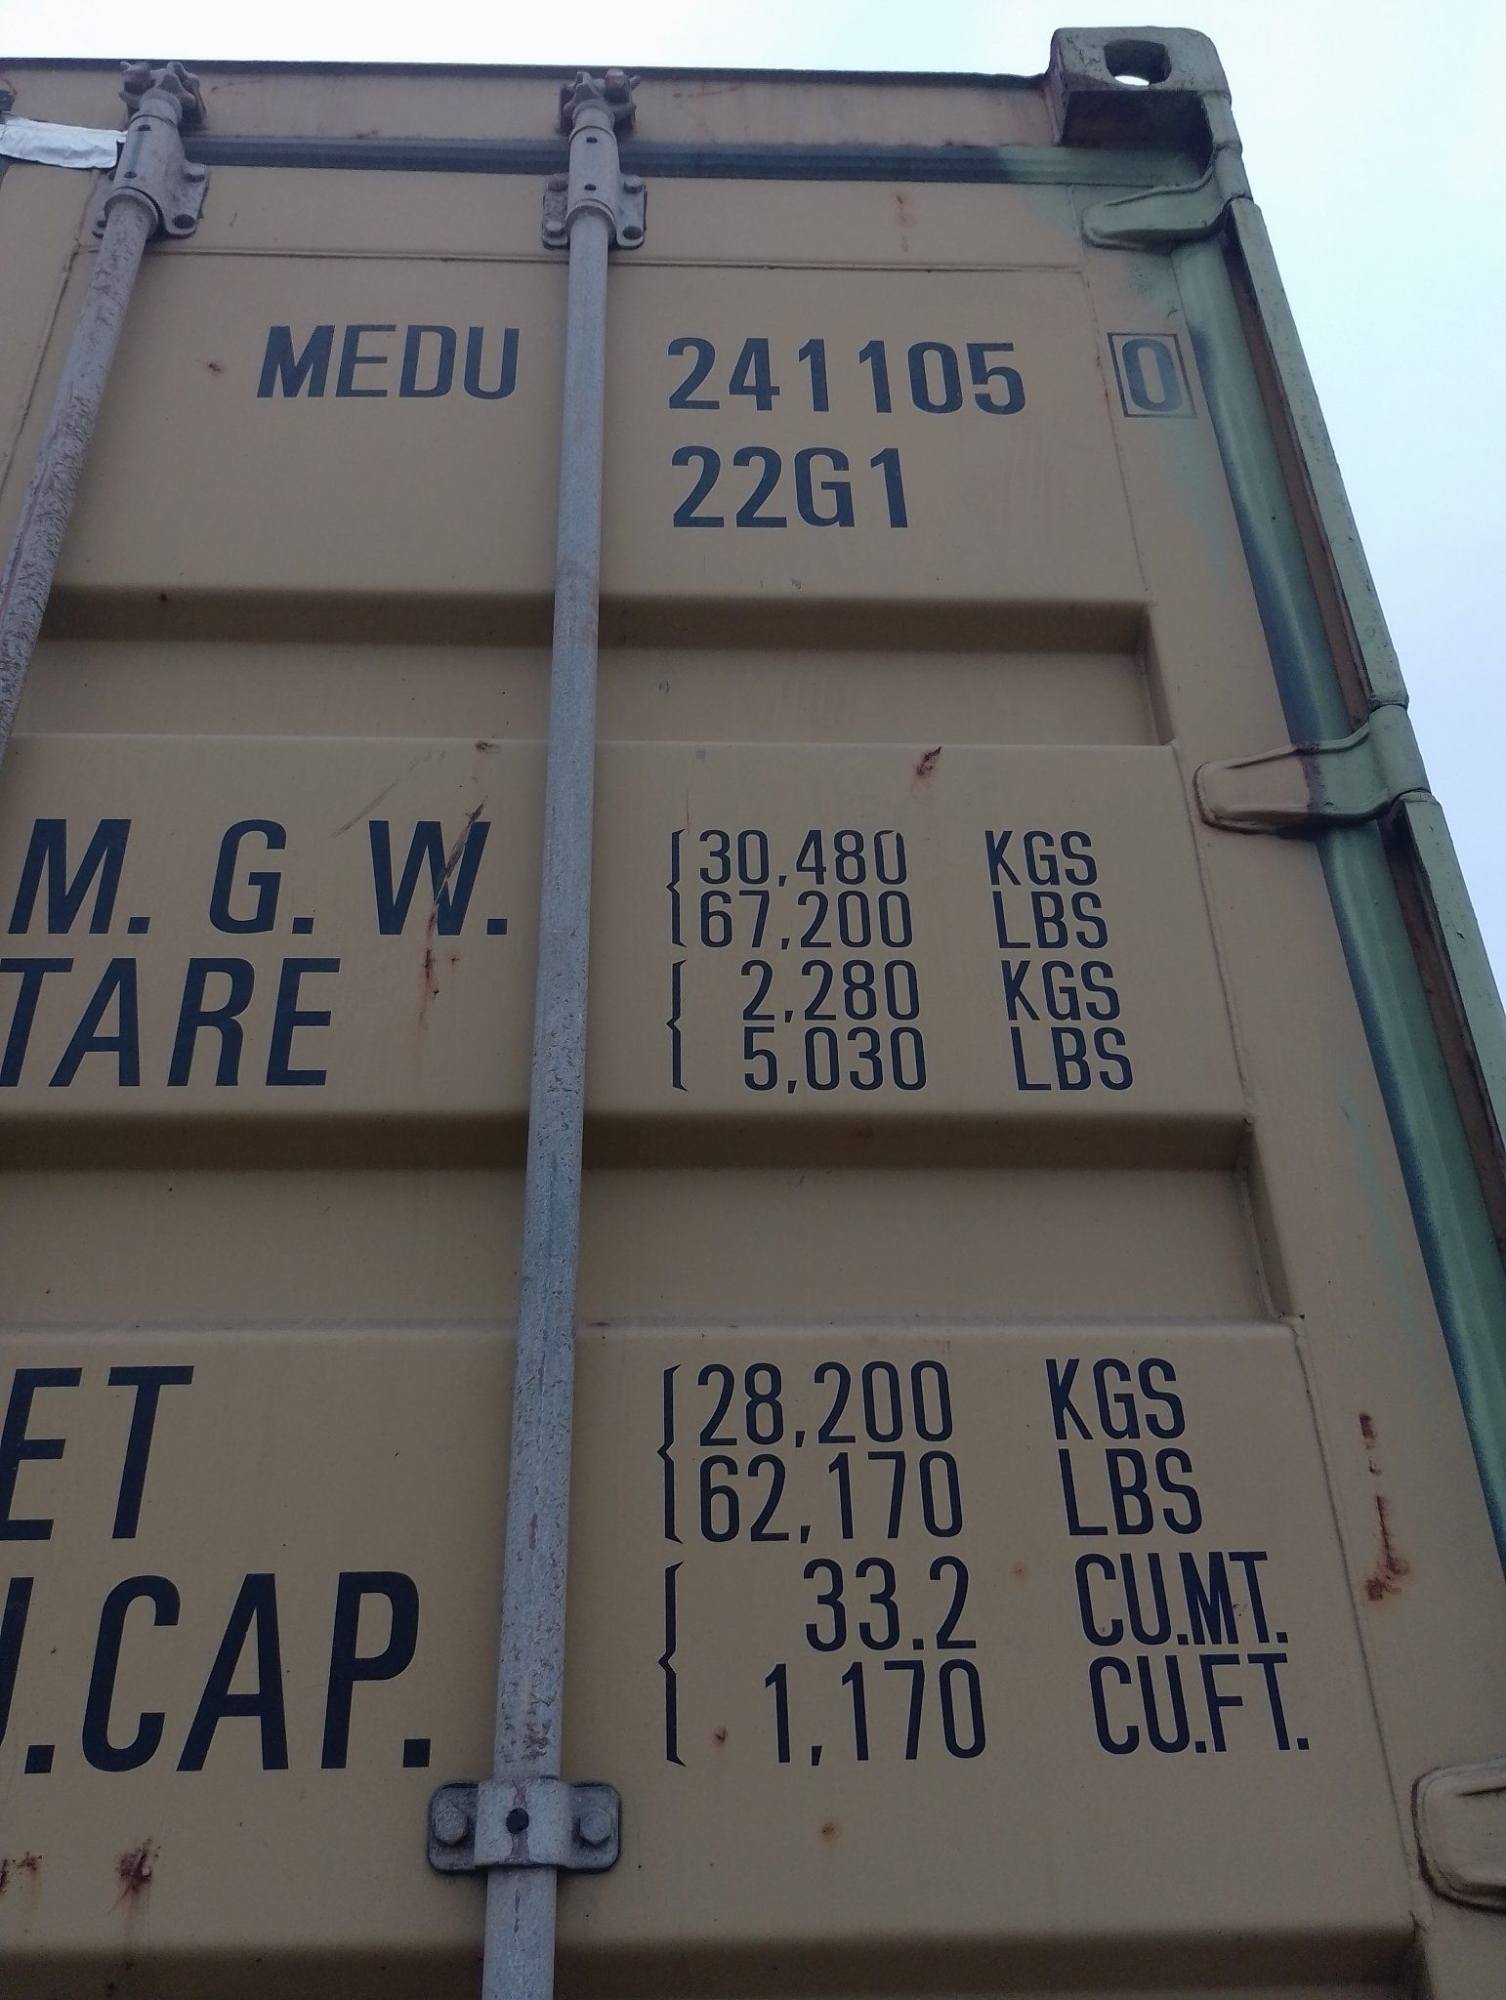 MEDU 241105 0
22G1
M. G. W. 30,480 KGS
67,200 LBS
TARE 2,280 KGS
5,030 LBS
ET 28,200 KGS
62,170 LBS
.CAP. 33.2 CU.MT.
1,170 CU.FT.